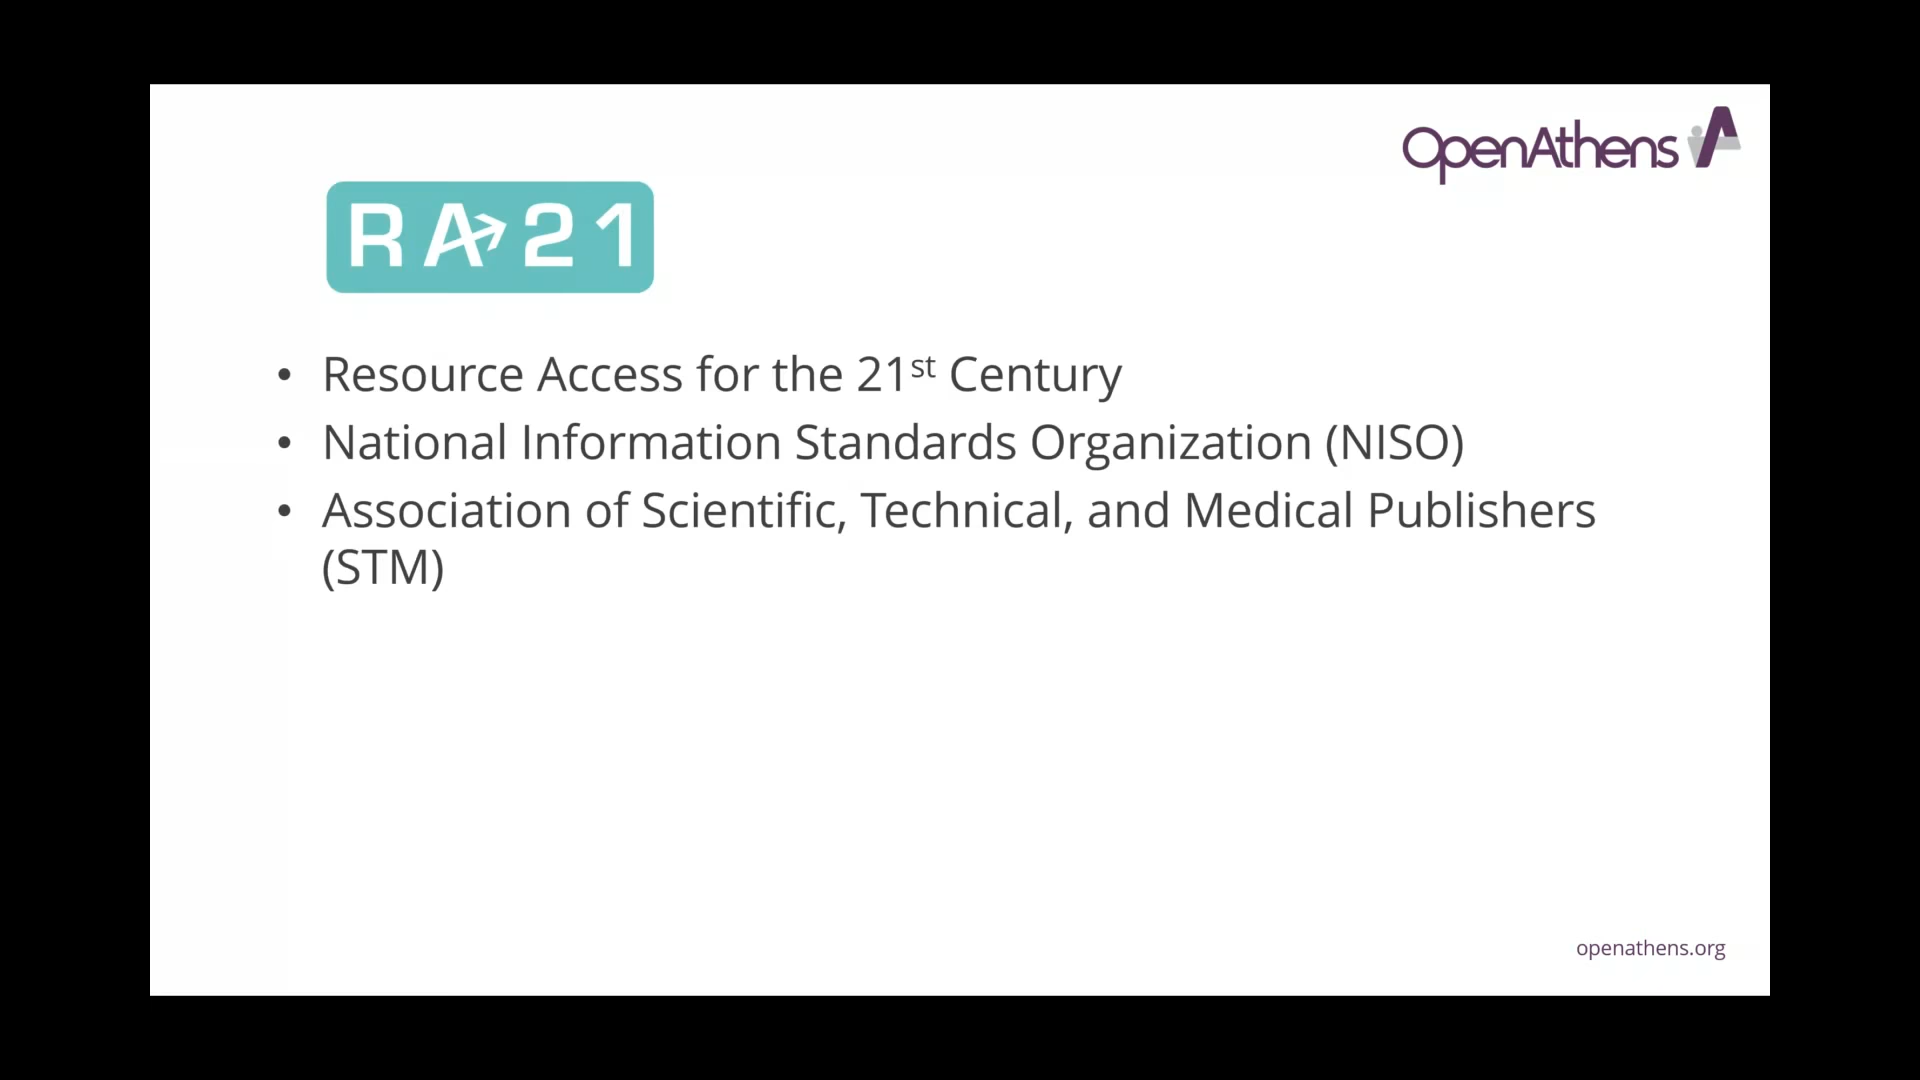 OpenAthens
RA21
• Resource Access for the 21st Century
• National Information Standards Organization (NISO)
• Association of Scientific, Technical, and Medical Publishers
(STM)
openathens.org